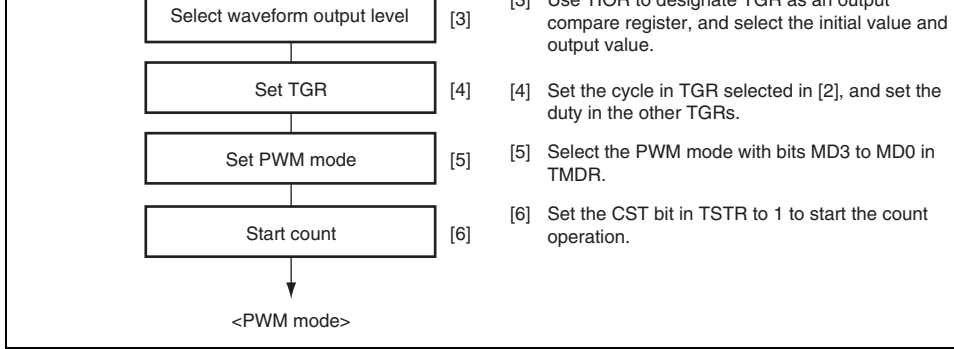 Select waveform output level
[3]
[3] Use TIOR to designate TGR as an output
compare register, and select the initial value and
output value.
Set TGR
[4]
[4] Set the cycle in TGR selected in [2], and set the
duty in the other TGRs.
Set PWM mode
[5]
[5] Select the PWM mode with bits MD3 to MD0 in
TMDR.
Start count
[6]
[6] Set the CST bit in TSTR to 1 to start the count
operation.
<PWM mode>